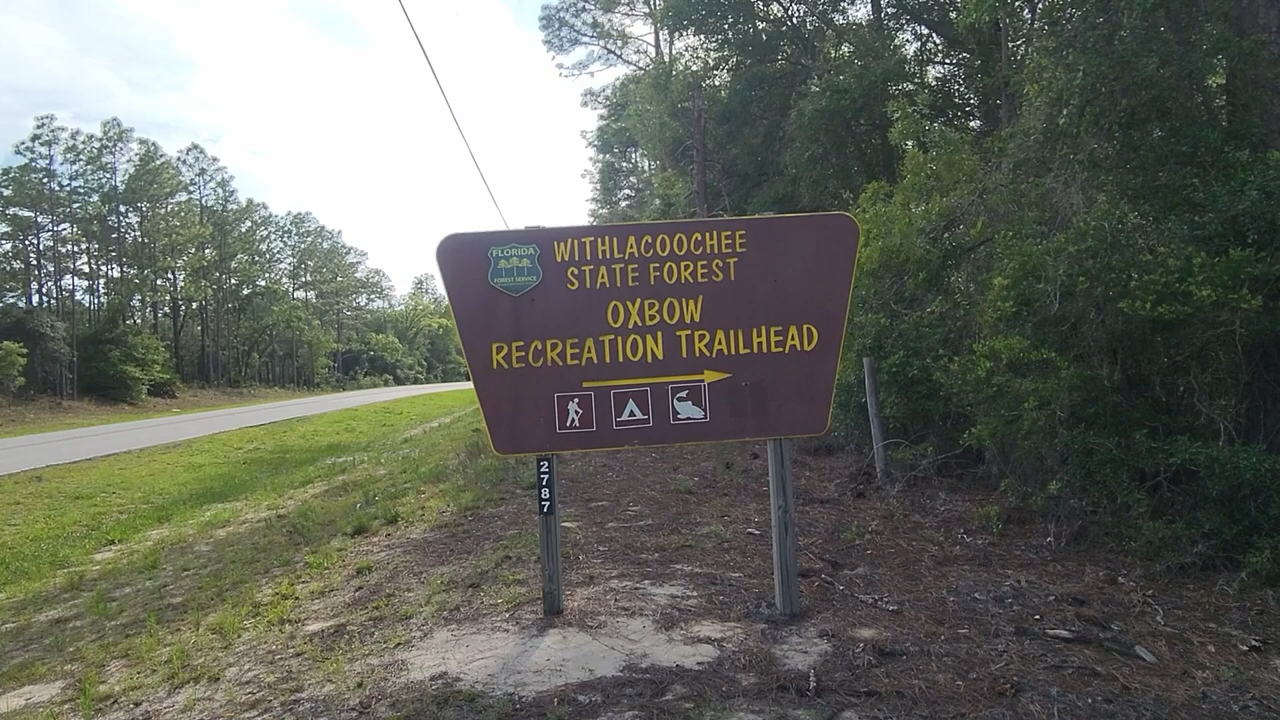 FLORIDA
FOREST SERVICE
WITHLACOOCHEE
STATE FOREST
OXBOW
RECREATION TRAILHEAD
2787